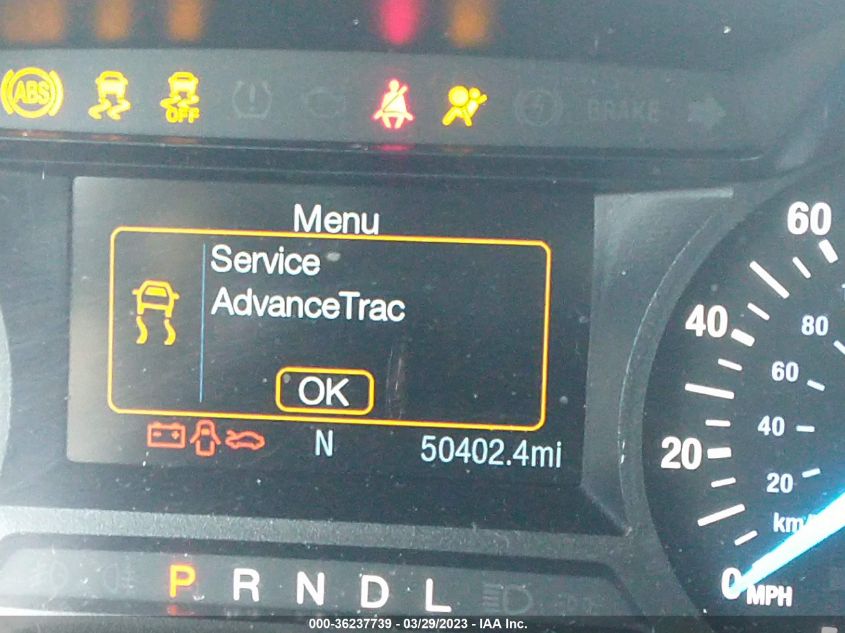 ABS OFF BRAKE
Menu
Service
AdvanceTrac
OK
N 50402.4mi
60
40
20
0 MPH
80
60
40
20
km/
P R N D L
000-36237739 - 03/29/2023 - IAA Inc.